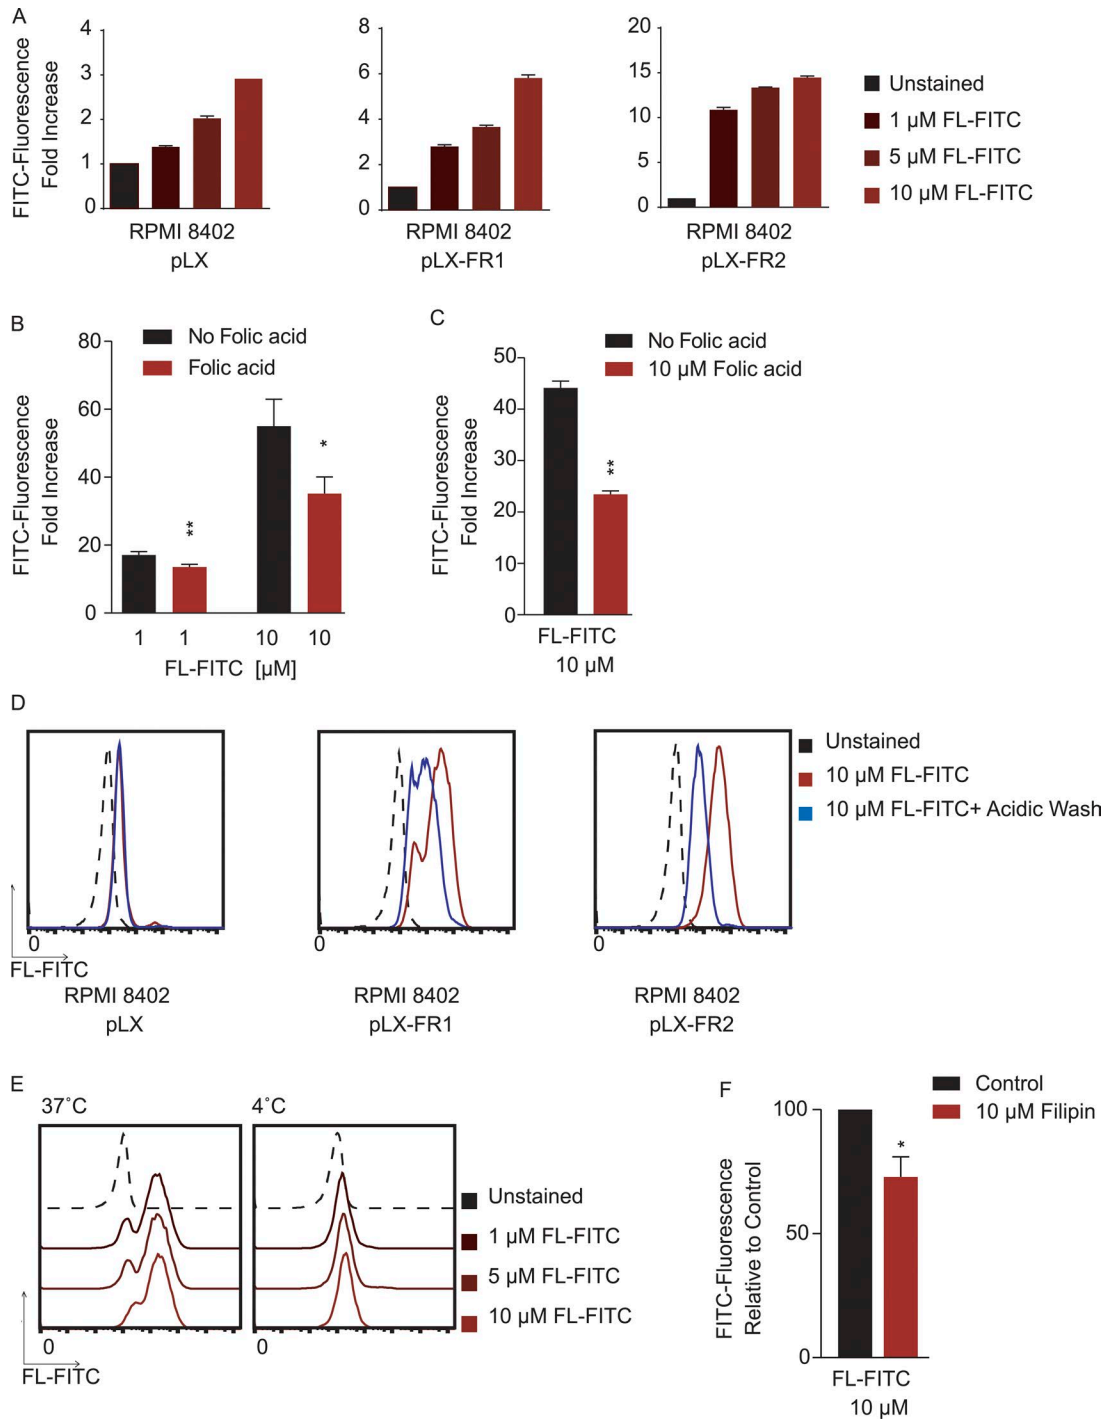 A
FITC-Fluorescence
Fold Increase
4
3
2
1
0
RPMI 8402
pLX
8
6
4
2
0
RPMI 8402
pLX-FR1
20
15
10
5
0
RPMI 8402
pLX-FR2
Unstained
1 µM FL-FITC
5 µM FL-FITC
10 µM FL-FITC
B
No Folic acid
Folic acid
FITC-Fluorescence
Fold Increase
80
60
40
20
0
**
*
1 1 10 10
FL-FITC [µM]
C
No Folic acid
10 µM Folic acid
FITC-Fluorescence
Fold Increase
50
40
30
20
10
0
**
FL-FITC
10 µM
D
0
FL-FITC
RPMI 8402
pLX
0
RPMI 8402
pLX-FR1
0
RPMI 8402
pLX-FR2
Unstained
10 µM FL-FITC
10 µM FL-FITC+ Acidic Wash
E
37˚C
4˚C
0
0
FL-FITC
Unstained
1 µM FL-FITC
5 µM FL-FITC
10 µM FL-FITC
F
Control
10 µM Filipin
FITC-Fluorescence
Relative to Control
100
50
0
*
FL-FITC
10 µM